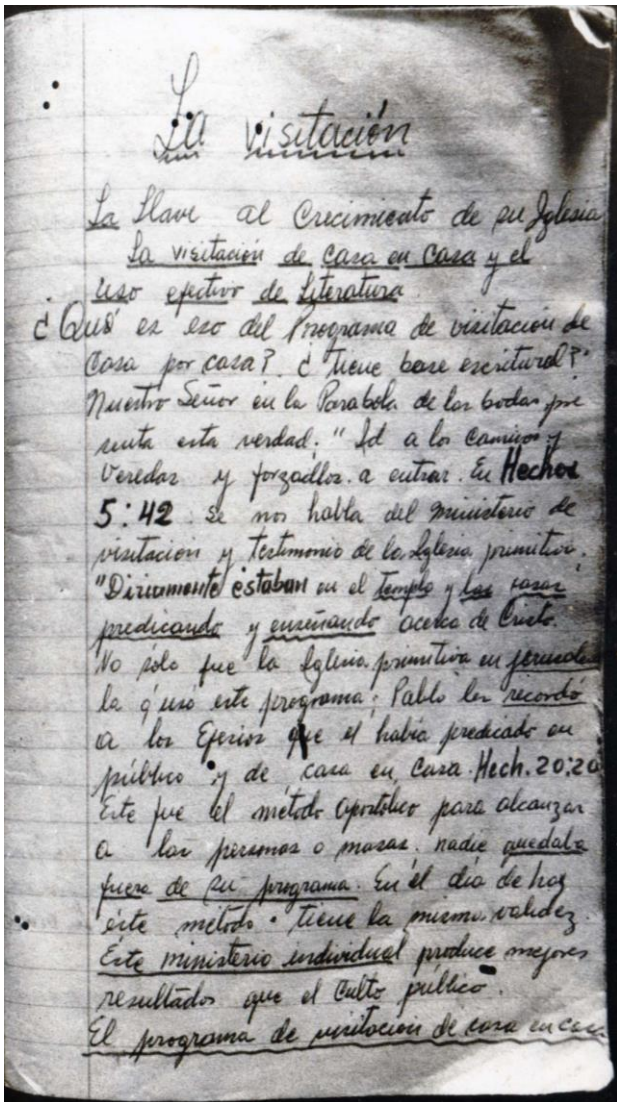 La visitación
La Llave al Crecimiento de su Iglesia
La visitación de casa en casa y el
uso efectivo de Literatura.
¿Qué es eso del Programa de visitación de
Casa por casa? ¿Tiene base escritural?
Nuestro Señor en la Parabola de las bodas pre
senta esta verdad: "Id a los caminos y
Veredas y forzadlos a entrar. En Hechos
5:42 se nos habla del ministerio de
visitación y testimonio de la Iglesia primitiva.
"Diriamente estaban en el templo y las casas
predicando y enseñando acerca de Cristo.
No sólo fue la Iglesia primitiva en Jerusalen
la q' usó este programa; Pablo les recordó
a los Efesios que el había predicado en
público y de casa en casa. Hech. 20:20
Este fue el método apostólico para alcanzar
a las personas o masas. nadie quedaba
fuera de su programa. En el día de hoy
éste método tiene la misma validez.
Este ministerio individual produce mejores
resultados que el Culto público.
El programa de visitación de casa en casa